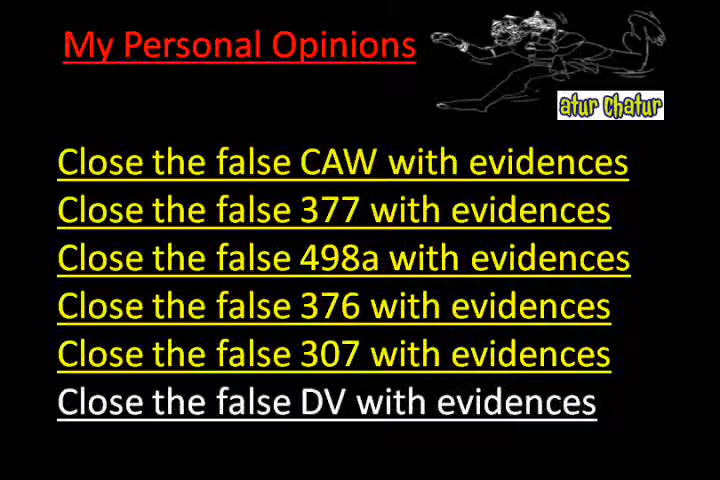 My Personal Opinions
atur chatur
Close the false CAW with evidences
Close the false 377 with evidences
Close the false 498a with evidences
Close the false 376 with evidences
Close the false 307 with evidences
Close the false DV with evidences